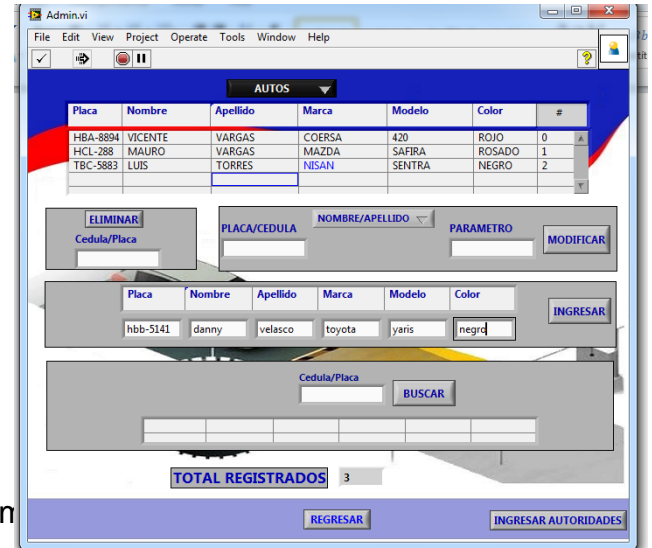 Admin.vi
File Edit View Project Operate Tools Window Help
AUTOS
Placa Nombre Apellido Marca Modelo Color #
HBA-8894 VICENTE VARGAS COERSA 420 ROJO 0
HCL-288 MAURO VARGAS MAZDA SAFIRA ROSADO 1
TBC-5883 LUIS TORRES NISAN SENTRA NEGRO 2
ELIMINAR
Cedula/Placa
PLACA/CEDULA NOMBRE/APELLIDO PARAMETRO MODIFICAR
Placa Nombre Apellido Marca Modelo Color
INGRESAR
hbb-5141 danny velasco toyota yaris negro
Cedula/Placa
BUSCAR
TOTAL REGISTRADOS 3
REGRESAR INGRESAR AUTORIDADES